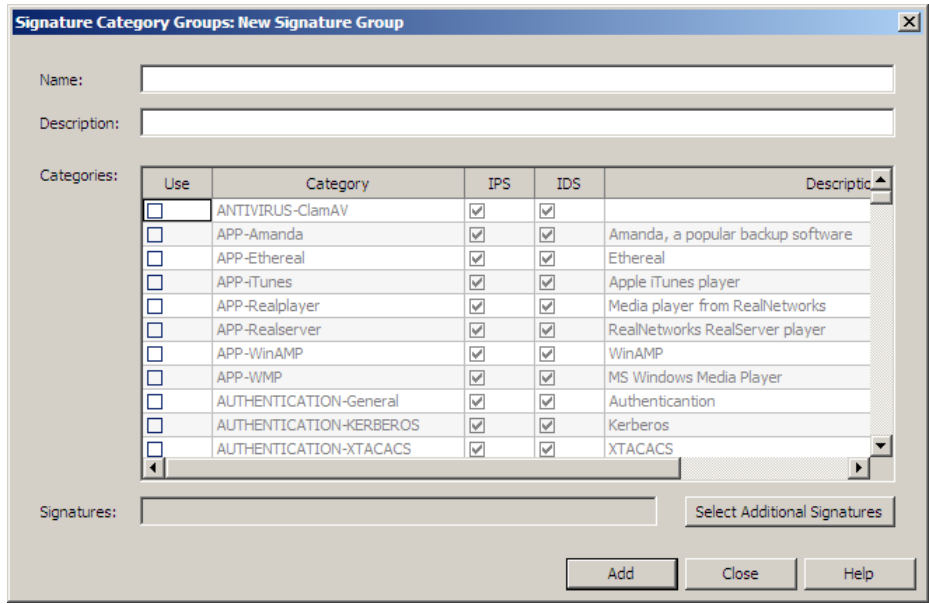 Signature Category Groups: New Signature Group
Name:
Description:
Categories:
Use Category IPS IDS Descriptic
ANTIVIRUS-ClamAV
APP-Amanda Amanda, a popular backup software
APP-Ethereal Ethereal
APP-iTunes Apple iTunes player
APP-Realplayer Media player from RealNetworks
APP-Realserver RealNetworks RealServer player
APP-WinAMP WinAMP
APP-WMP MS Windows Media Player
AUTHENTICATION-General Authenticantion
AUTHENTICATION-KERBEROS Kerberos
AUTHENTICATION-XTACACS XTACACS
Signatures: Select Additional Signatures
Add Close Help